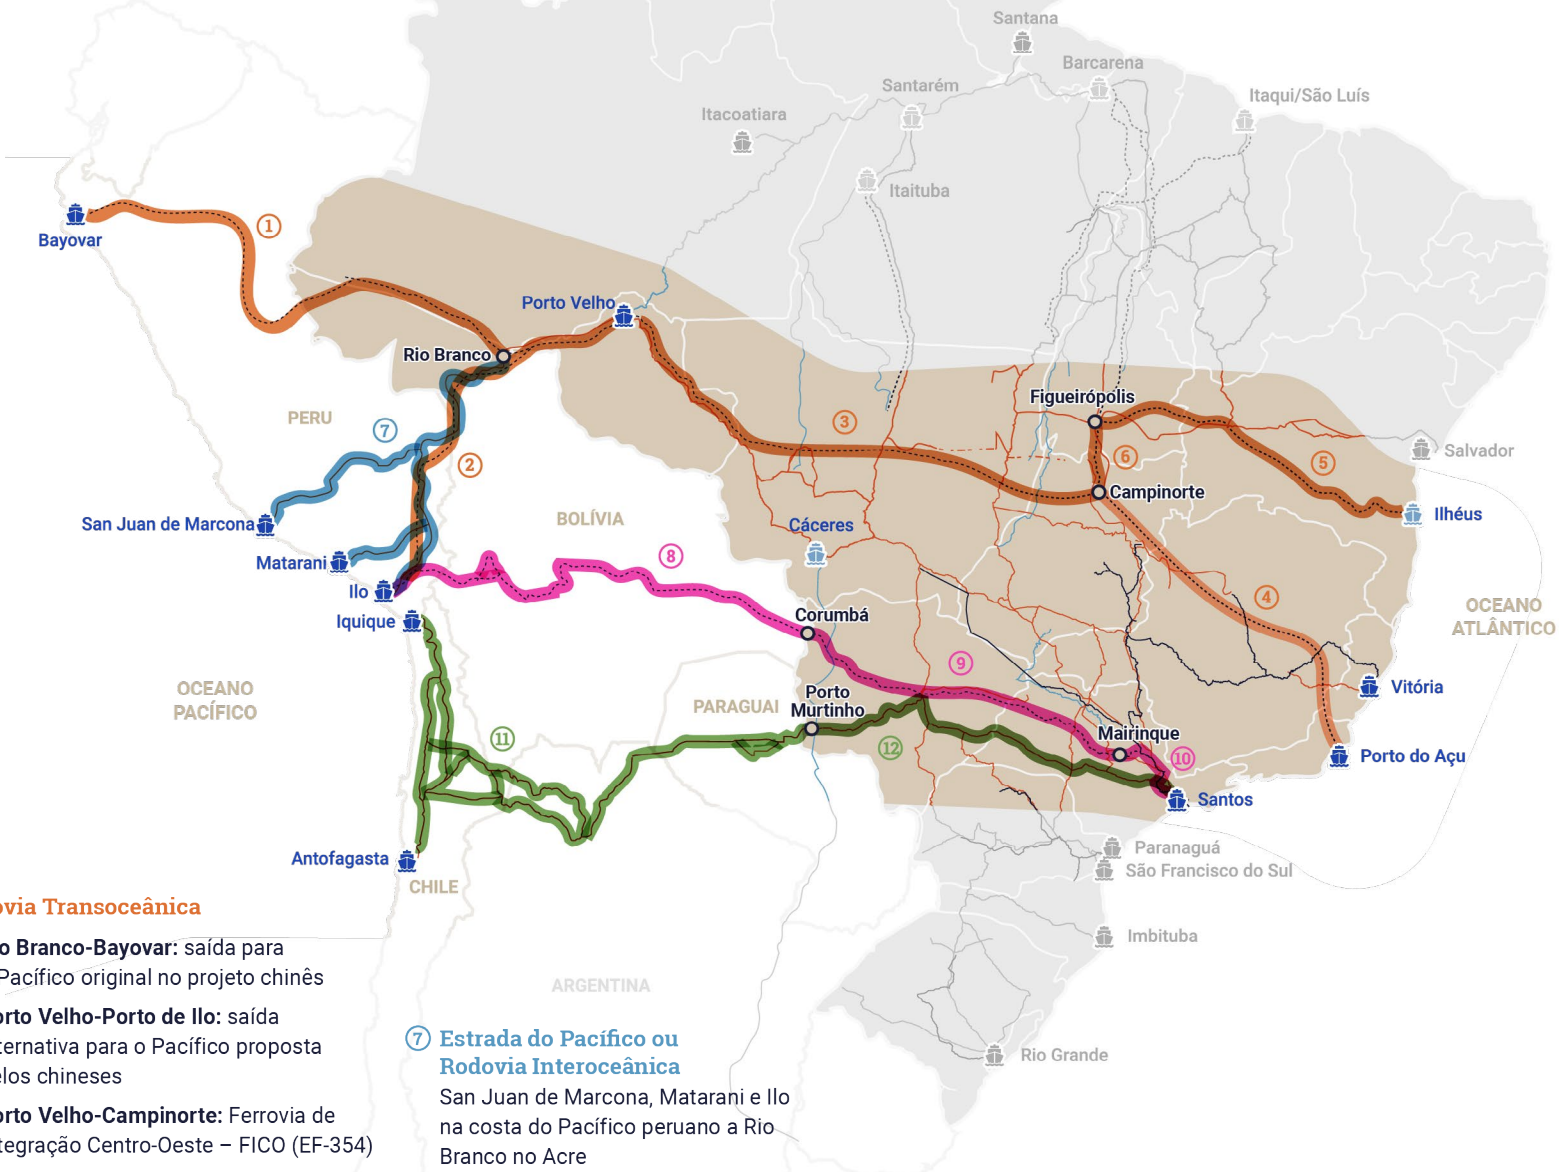 Santana
Barcarena
Santarém
Itaqui/São Luís
Itacoatiara
Itaituba
1
Bayovar
Porto Velho
Rio Branco
Figueirópolis
PERU
7
3
Salvador
2
6
5
Campinorte
Ilhéus
San Juan de Marcona
BOLÍVIA
Cáceres
Matarani
8
Ilo
4
OCEANO
ATLÂNTICO
Iquique
Corumbá
9
OCEANO
PACÍFICO
Vitória
Porto
Murtinho
PARAGUAI
11
12
Mairinque
10
Porto do Açu
Santos
Antofagasta
Paranaguá
São Francisco do Sul
CHILE
Imbituba
ARGENTINA
Rio Grande
ovia Transoceânica
o Branco-Bayovar: saída para
Pacífico original no projeto chinês
orto Velho-Porto de Ilo: saída
ternativa para o Pacífico proposta
elos chineses
orto Velho-Campinorte: Ferrovia de
tegração Centro-Oeste – FICO (EF-354)
7 Estrada do Pacífico ou
Rodovia Interoceânica
San Juan de Marcona, Matarani e Ilo
na costa do Pacífico peruano a Rio
Branco no Acre